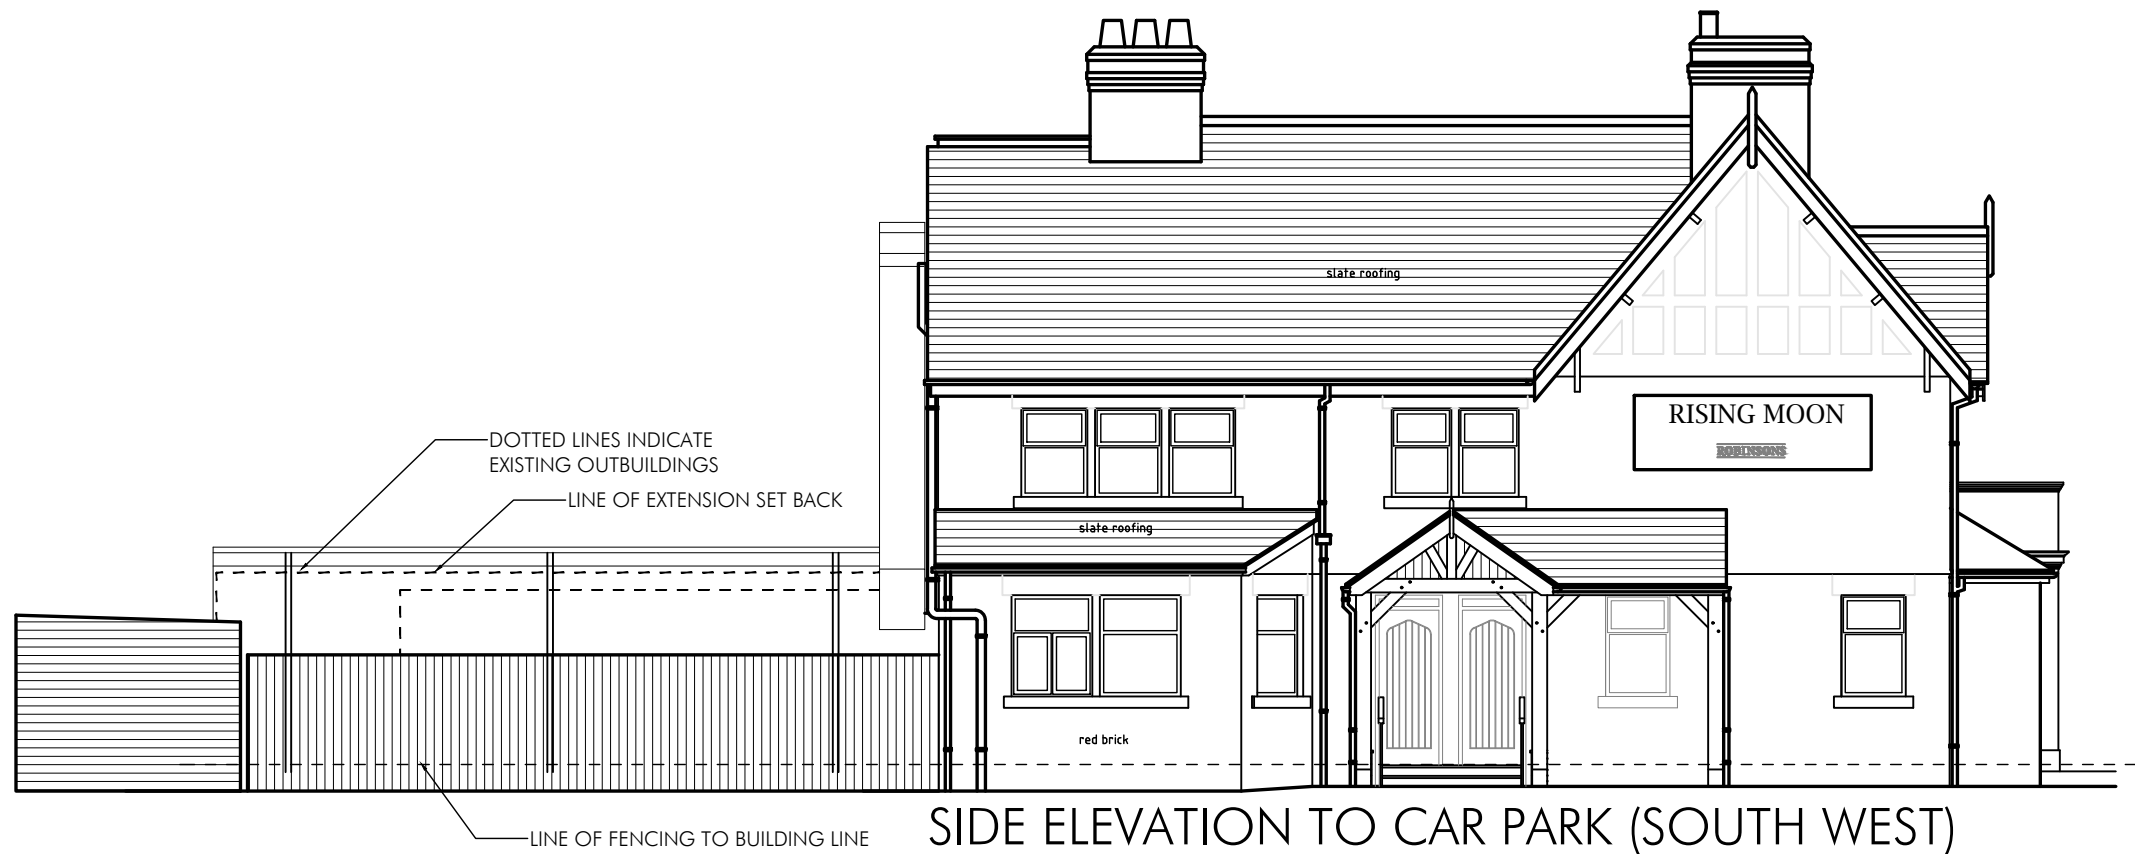 slate roofing
RISING MOON
ROBINSONS
DOTTED LINES INDICATE
EXISTING OUTBUILDINGS
LINE OF EXTENSION SET BACK
slate roofing
red brick
LINE OF FENCING TO BUILDING LINE
SIDE ELEVATION TO CAR PARK (SOUTH WEST)